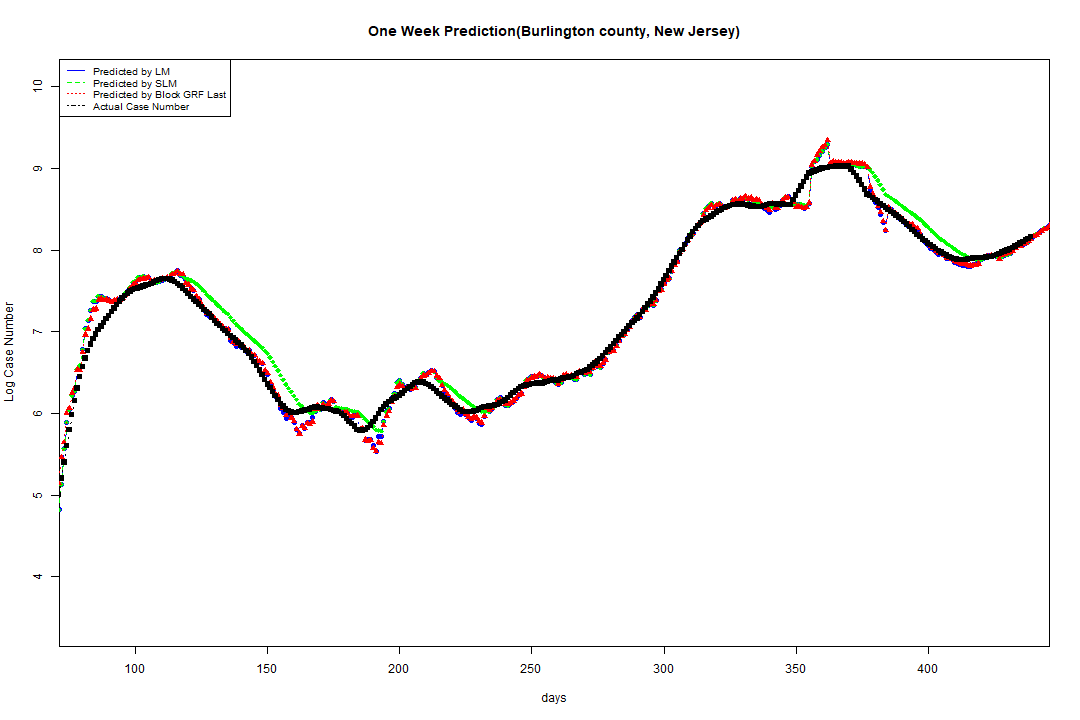 One Week Prediction(Burlington county, New Jersey)
Predicted by LM
Predicted by SLM
Predicted by Block GRF Last
Actual Case Number
10
9
8
7
6
5
4
Log Case Number
100 150 200 250 300 350 400
days